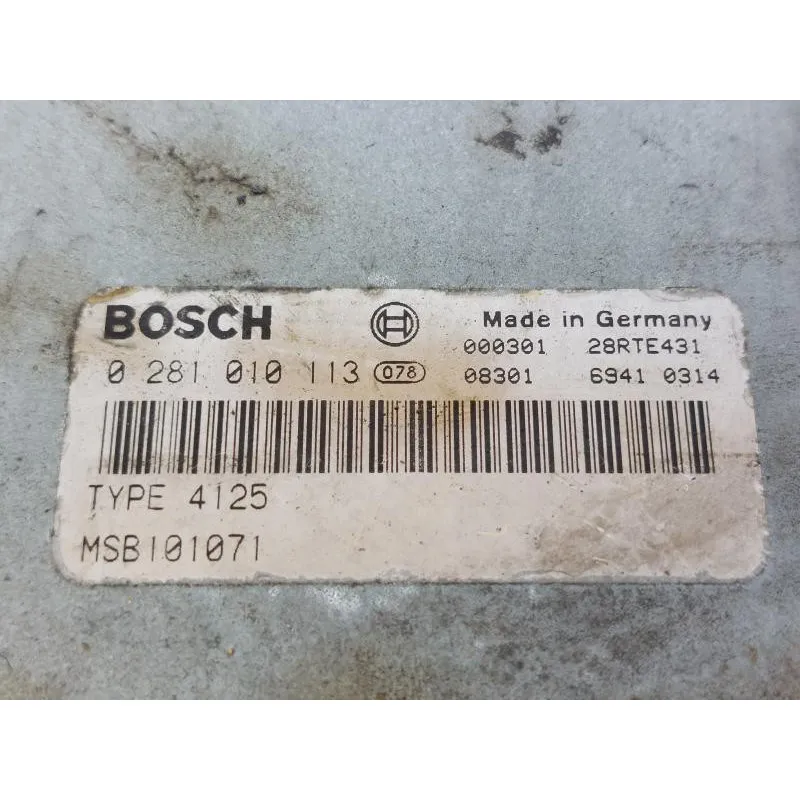 BOSCH Made in Germany
000301 28RTE431
0 281 010 113 078 08301 6941 0314
TYPE 4125
MSB101071